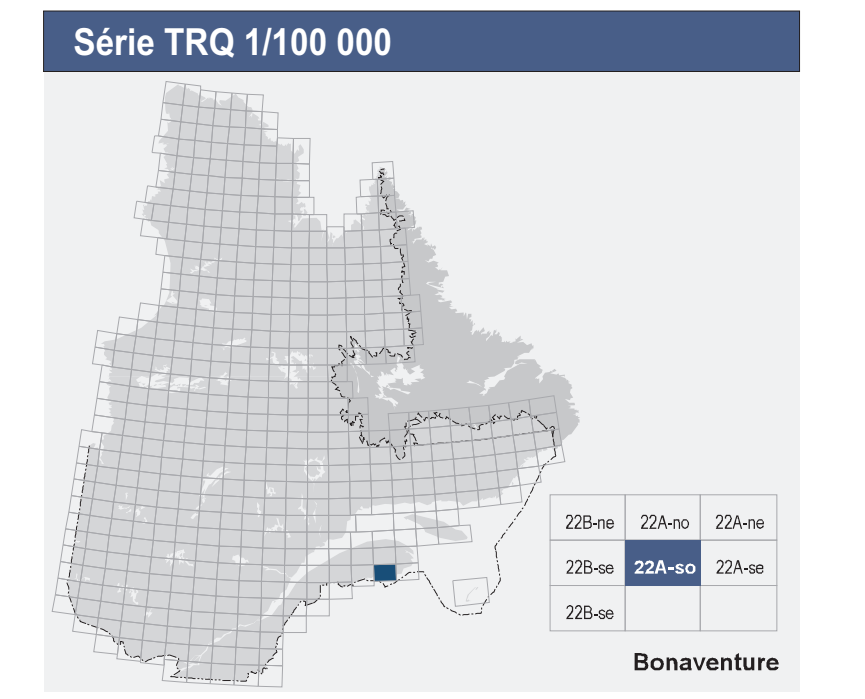 Série TRQ 1/100 000
22B-ne 22A-no 22A-ne
22B-se 22A-so 22A-se
22B-se
Bonaventure